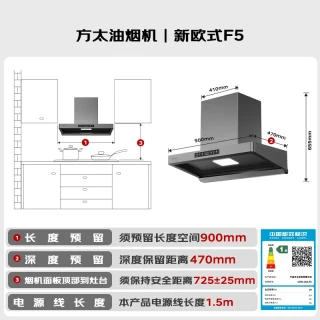 方太油烟机｜新欧式F5
410mm
900mm
470mm
655mm
1
2
3
1 长度预留 须预留长度空间900mm
2 深度预留 深度保留距离470mm
3 烟机面板顶部到灶台 须保持安全距离725±25mm
电源线长度 本产品电源线长度1.5m
中国能效标识